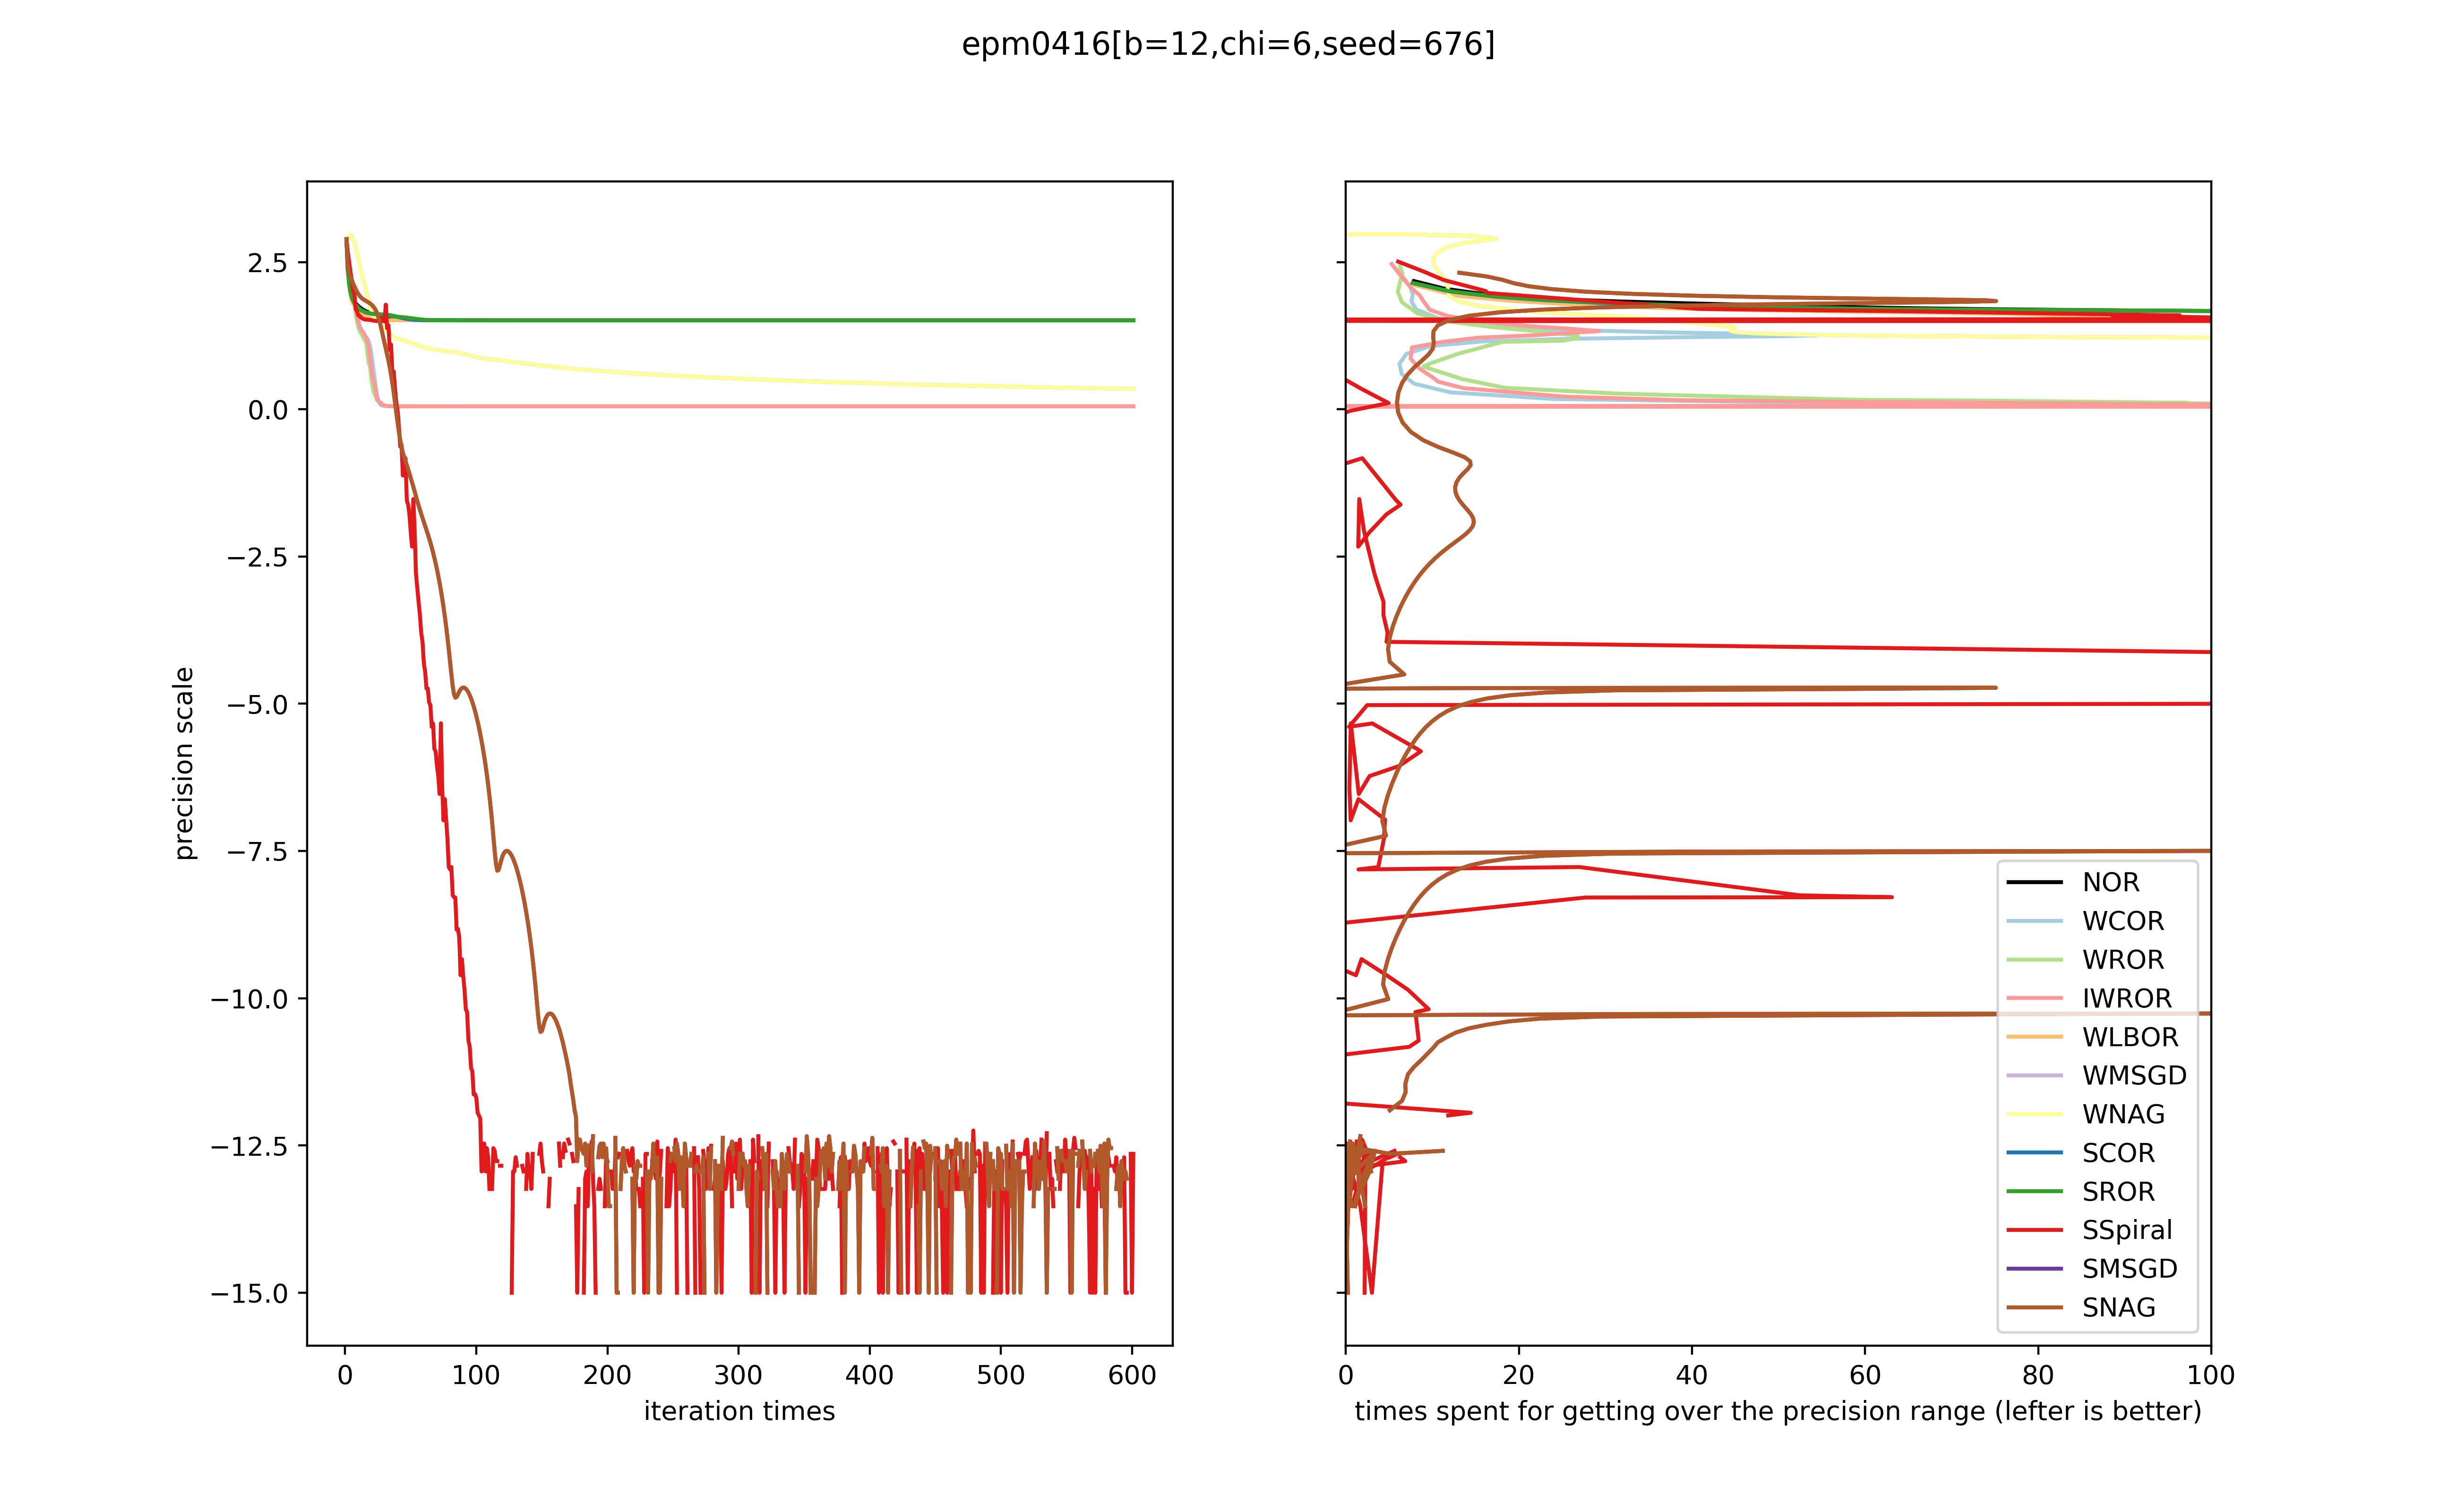 epm0416[b=12,chi=6,seed=676]
precision scale
2.5
0.0
−2.5
−5.0
−7.5
−10.0
−12.5
−15.0
0 100 200 300 400 500 600
iteration times
NOR
WCOR
WROR
IWROR
WLBOR
WMSGD
WNAG
SCOR
SROR
SSpiral
SMSGD
SNAG
0 20 40 60 80 100
times spent for getting over the precision range (lefter is better)